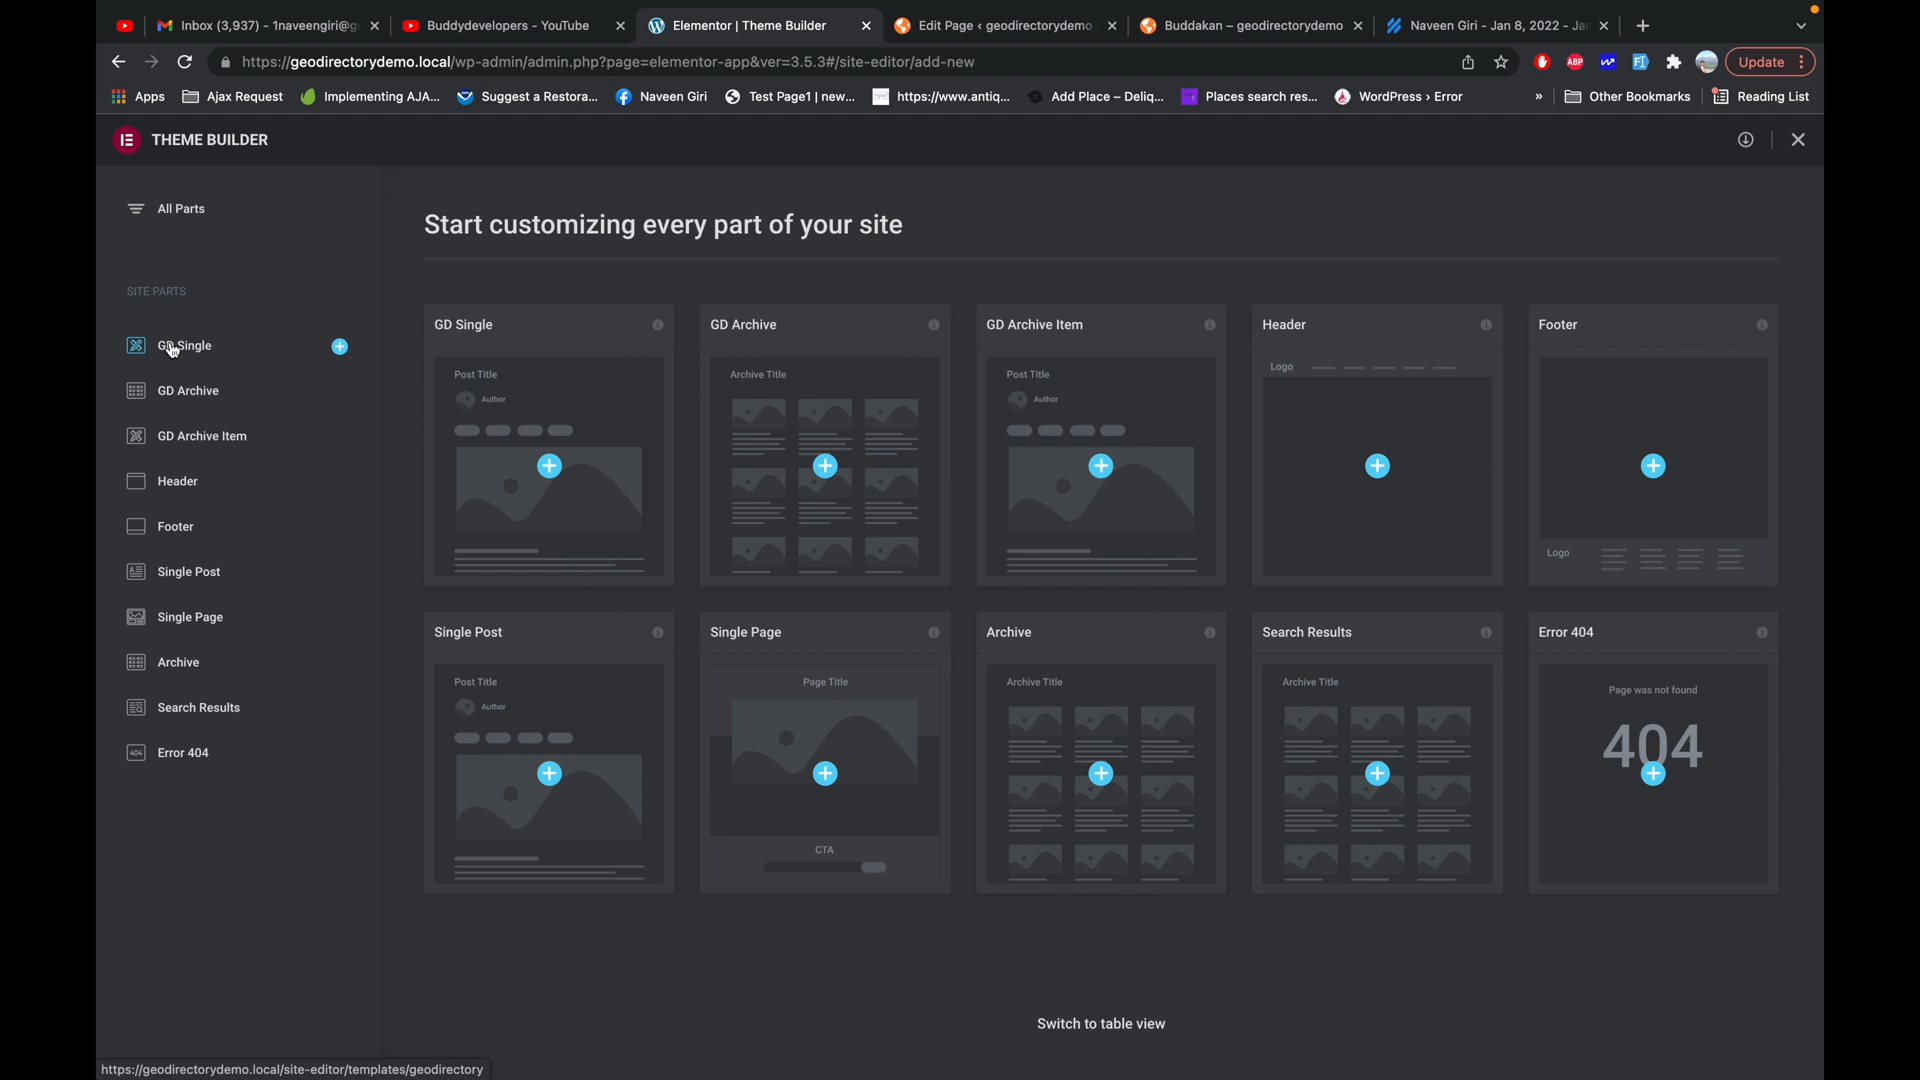 Inbox (3,937) - 1naveengiri@g
Buddydevelopers - YouTube
Elementor | Theme Builder
Edit Page < geodirectorydemo
Buddakan – geodirectorydemo
Naveen Giri - Jan 8, 2022 - Ja
https://geodirectorydemo.local/wp-admin/admin.php?page=elementor-app&ver=3.5.3#/site-editor/add-new
ABP
Update
Apps
Ajax Request
Implementing AJA...
Suggest a Restora...
Naveen Giri
Test Page1 | new...
https://www.antiq...
Add Place – Deliq...
Places search res...
WordPress › Error
»
Other Bookmarks
Reading List
THEME BUILDER
All Parts
Start customizing every part of your site
SITE PARTS
GD Single
GD Archive
GD Archive Item
Header
Footer
Single Post
Single Page
Archive
Search Results
404
Error 404
GD Single
Post Title
Author
GD Archive
Archive Title
GD Archive Item
Post Title
Author
Header
Logo
Footer
Logo
Single Post
Post Title
Author
Single Page
Page Title
CTA
Archive
Archive Title
Search Results
Archive Title
Error 404
Page was not found
404
Switch to table view
https://geodirectorydemo.local/site-editor/templates/geodirectory